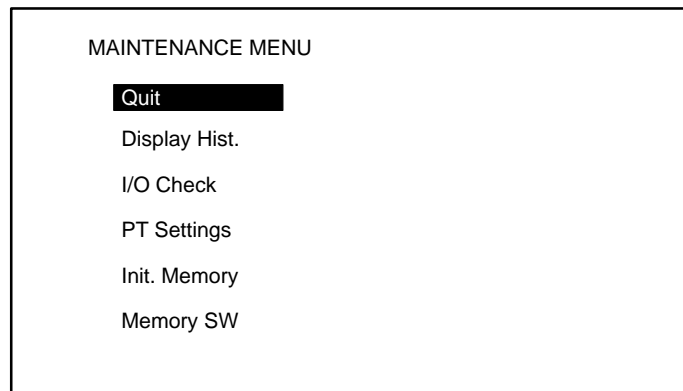 MAINTENANCE MENU
Quit
Display Hist.
I/O Check
PT Settings
Init. Memory
Memory SW